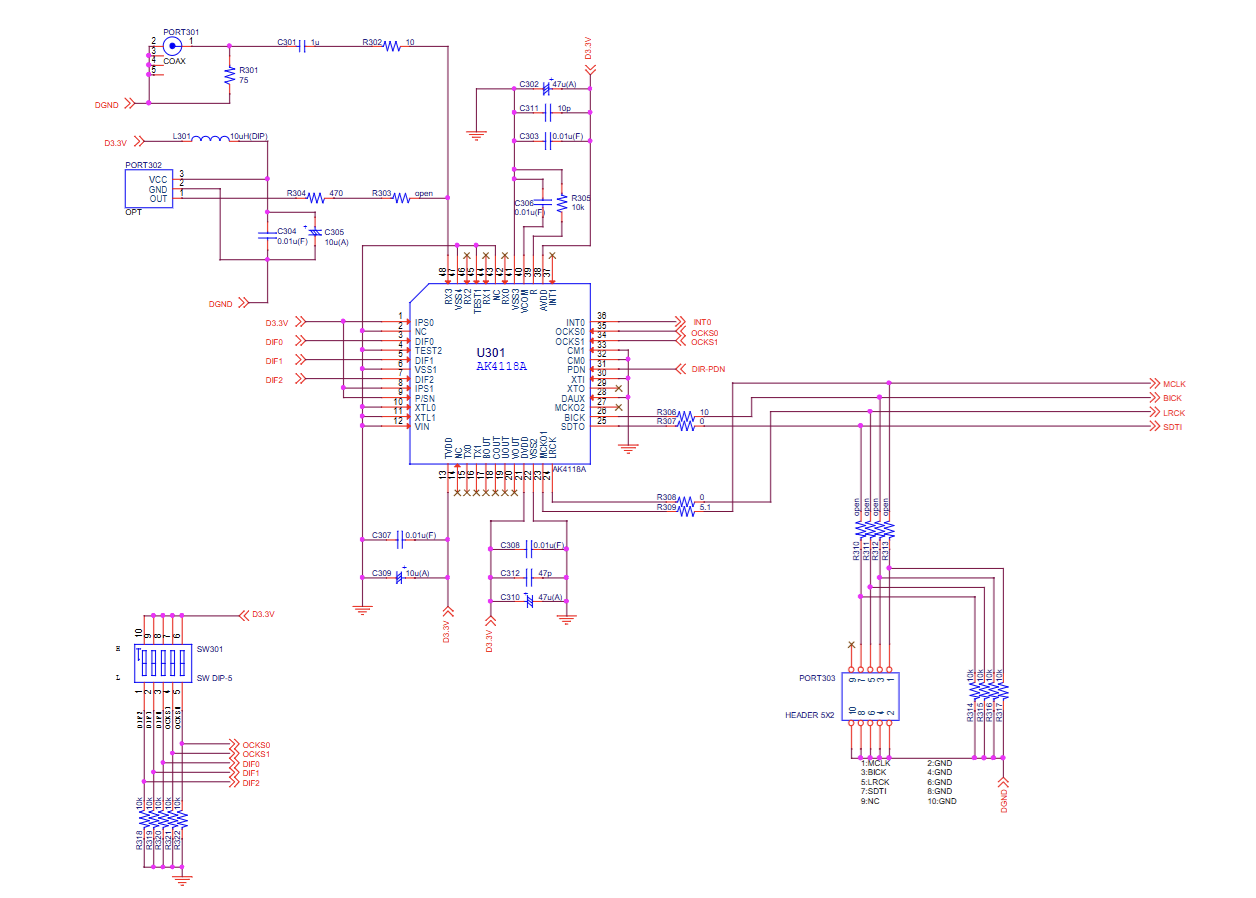 PORT301
2
1
3
4
5
COAX
C301
1u
R302
10
R301
75
DGND
D3.3V
C302
+
47u(A)
C311
10p
C303
0.01u(F)
D3.3V
L301
10uH(DIP)
PORT302
VCC
3
GND
2
OUT
1
OPT
R304
470
R303
open
C306
0.01u(F)
R305
10k
C304
0.01u(F)
+
C305
10u(A)
DGND
48
47
46
45
44
43
42
41
40
39
38
37
RX3
VSS4
RX2
TEST1
RX1
NC
RX0
VSS3
VCOM
R
AVDD
INT1
D3.3V
DIF0
DIF1
DIF2
1
IPS0
2
NC
3
DIF0
4
TEST2
5
DIF1
6
VSS1
7
DIF2
8
IPS1
9
P/SN
10
XTL0
11
XTL1
12
VIN
U301
AK4118A
INT0
36
OCKS0
35
OCKS1
34
CM1
33
CM0
32
PDN
31
XTI
30
XTO
29
DAUX
28
MCKO2
27
BICK
26
SDTO
25
INT0
OCKS0
OCKS1
DIR-PDN
MCLK
BICK
LRCK
SDTI
R306
10
R307
0
TVDD
NC
TX0
TX1
BOUT
COUT
UOUT
VOUT
DVDD
VSS2
MCKO1
LRCK
13
14
15
16
17
18
19
20
21
22
23
24
AK4118A
R308
0
R309
5.1
open
open
open
open
R310
R311
R312
R313
C307
0.01u(F)
C309
+
10u(A)
D3.3V
C308
0.01u(F)
C312
47p
C310
+
47u(A)
D3.3V
D3.3V
10
9
8
7
6
H
L
SW301
SW DIP-5
1
2
3
4
5
DIF2
DIF1
DIF0
OCKS1
OCKS0
OCKS0
OCKS1
DIF0
DIF1
DIF2
10k
10k
10k
10k
10k
R318
R319
R320
R321
R322
PORT303
9
7
5
3
1
10
8
6
4
2
HEADER 5X2
10k
10k
10k
10k
R314
R315
R316
R317
1:MCLK
2:GND
3:BICK
4:GND
5:LRCK
6:GND
7:SDTI
8:GND
9:NC
10:GND
DGND